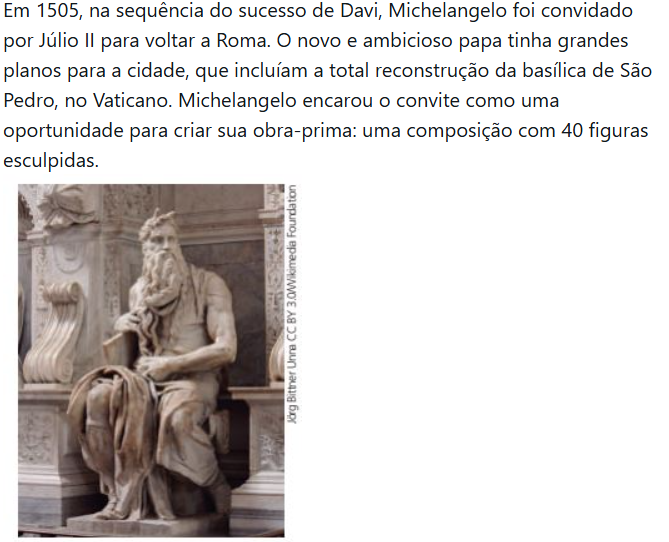 Em 1505, na sequência do sucesso de Davi, Michelangelo foi convidado
por Júlio II para voltar a Roma. O novo e ambicioso papa tinha grandes
planos para a cidade, que incluíam a total reconstrução da basílica de São
Pedro, no Vaticano. Michelangelo encarou o convite como uma
oportunidade para criar sua obra-prima: uma composição com 40 figuras
esculpidas.
Jörg Bittner Unna CC BY 3.0/Wikimedia Foundation